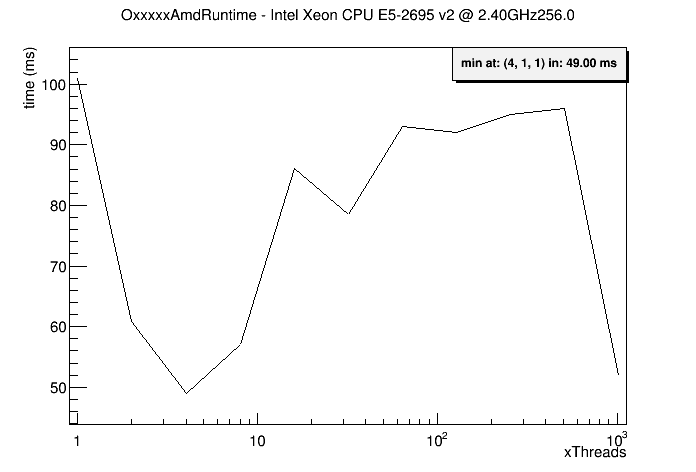 OxxxxxAmdRuntime - Intel Xeon CPU E5-2695 v2 @ 2.40GHz256.0
time (ms)
min at: (4, 1, 1) in: 49.00 ms
100
90
80
70
60
50
1 10 10² 10³
xThreads